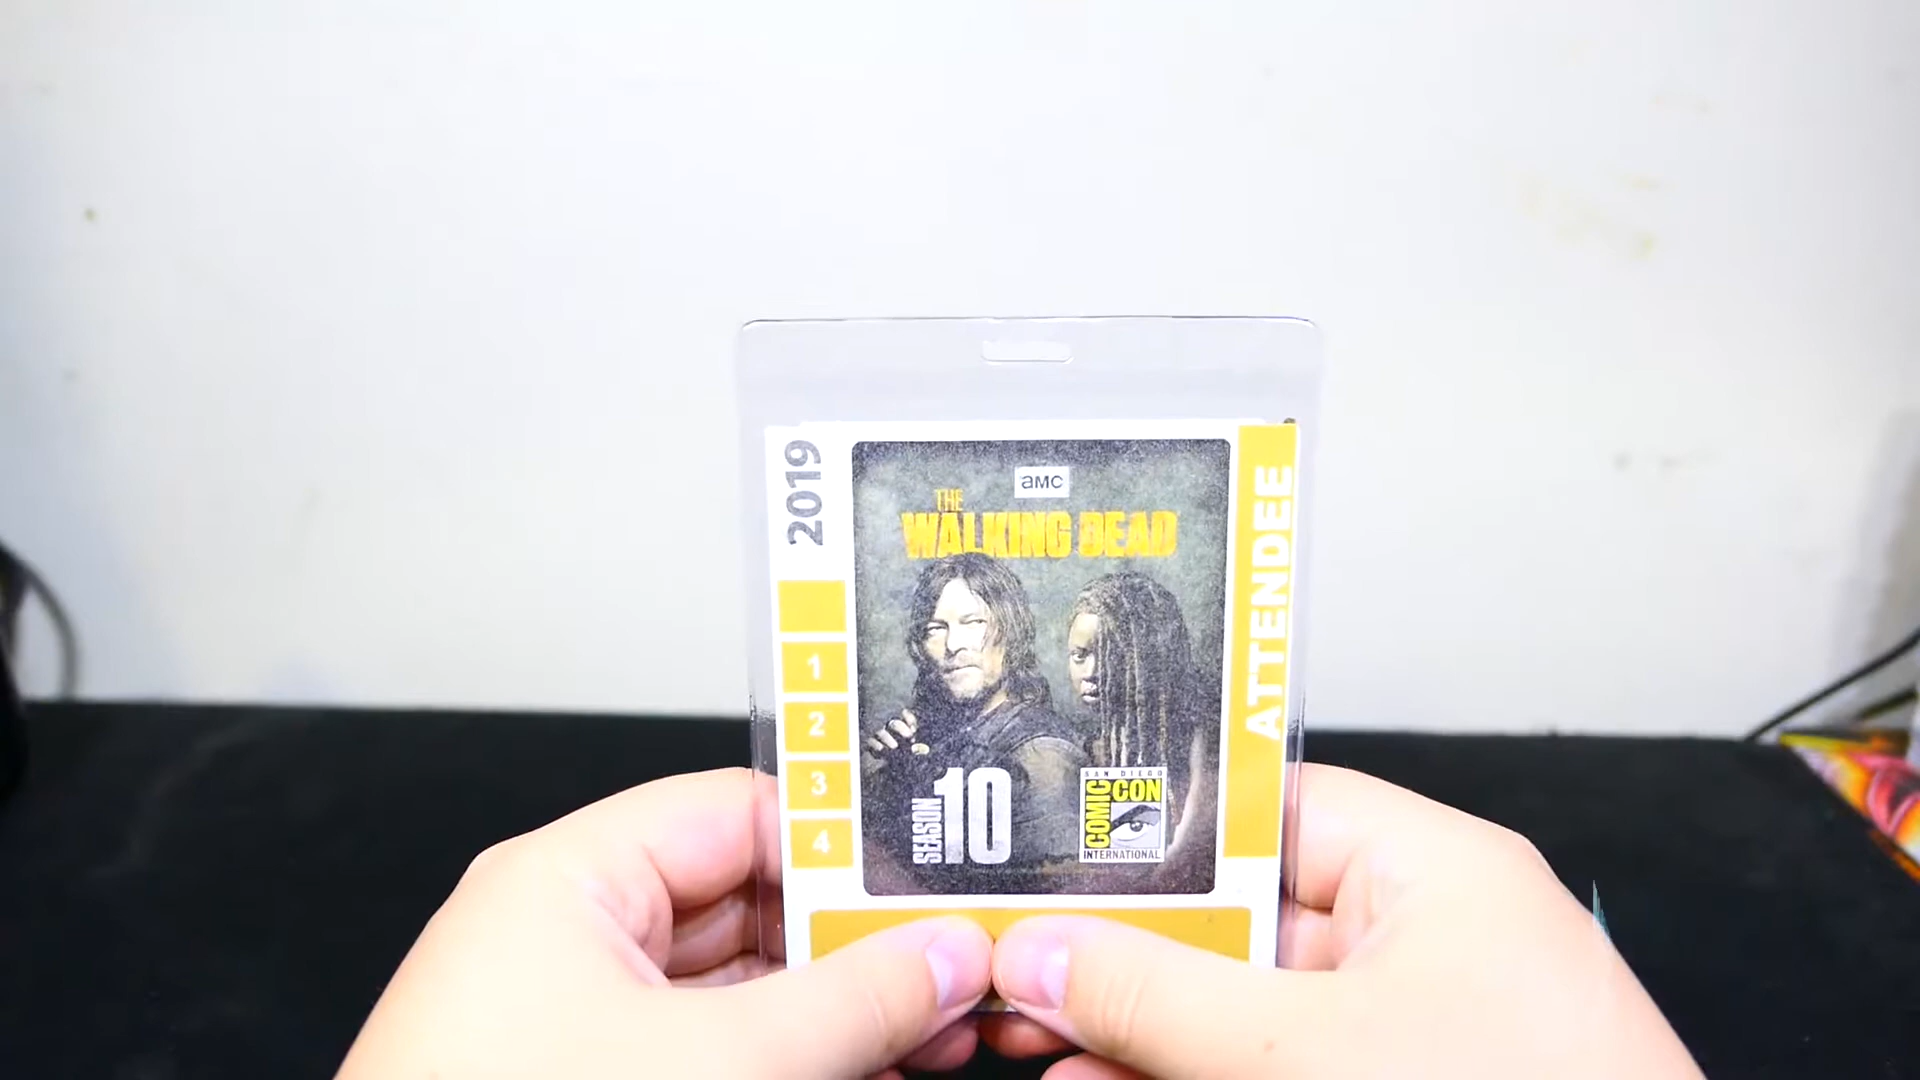 2019
1
2
3
4
amc
THE
WALKING DEAD
SEASON 10
SAN DIEGO
COMIC CON
INTERNATIONAL
ATTENDEE